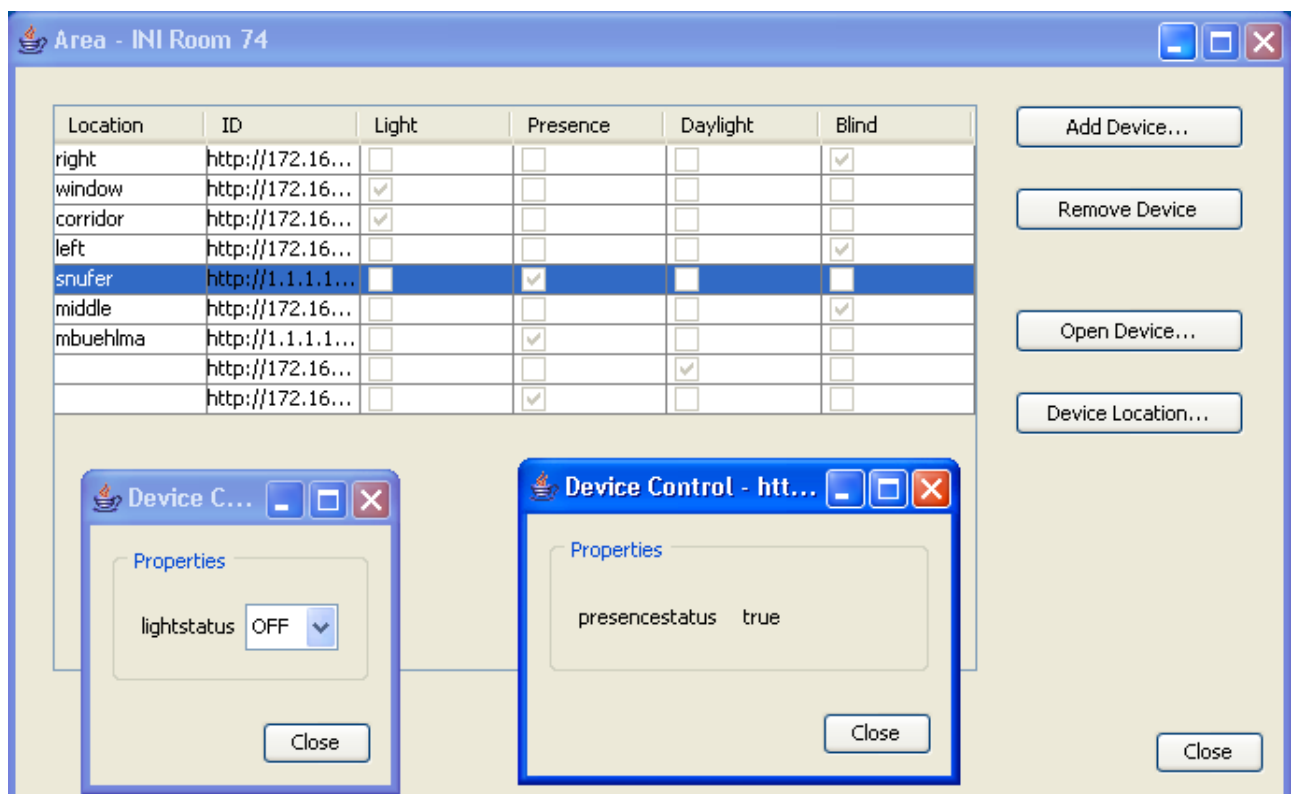 Area - INI Room 74
Location ID Light Presence Daylight Blind
right http://172.16...
window http://172.16...
corridor http://172.16...
left http://172.16...
snufer http://1.1.1.1...
middle http://172.16...
mbuehlma http://1.1.1.1...
http://172.16...
http://172.16...
Add Device...
Remove Device
Open Device...
Device Location...
Device C...
Properties
lightstatus OFF
Close
Device Control - htt...
Properties
presencestatus true
Close
Close